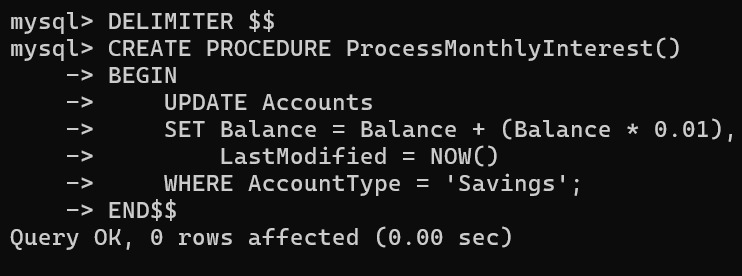 mysql> DELIMITER $$
mysql> CREATE PROCEDURE ProcessMonthlyInterest()
    -> BEGIN
    ->     UPDATE Accounts
    ->     SET Balance = Balance + (Balance * 0.01),
    ->         LastModified = NOW()
    ->     WHERE AccountType = 'Savings';
    -> END$$
Query OK, 0 rows affected (0.00 sec)